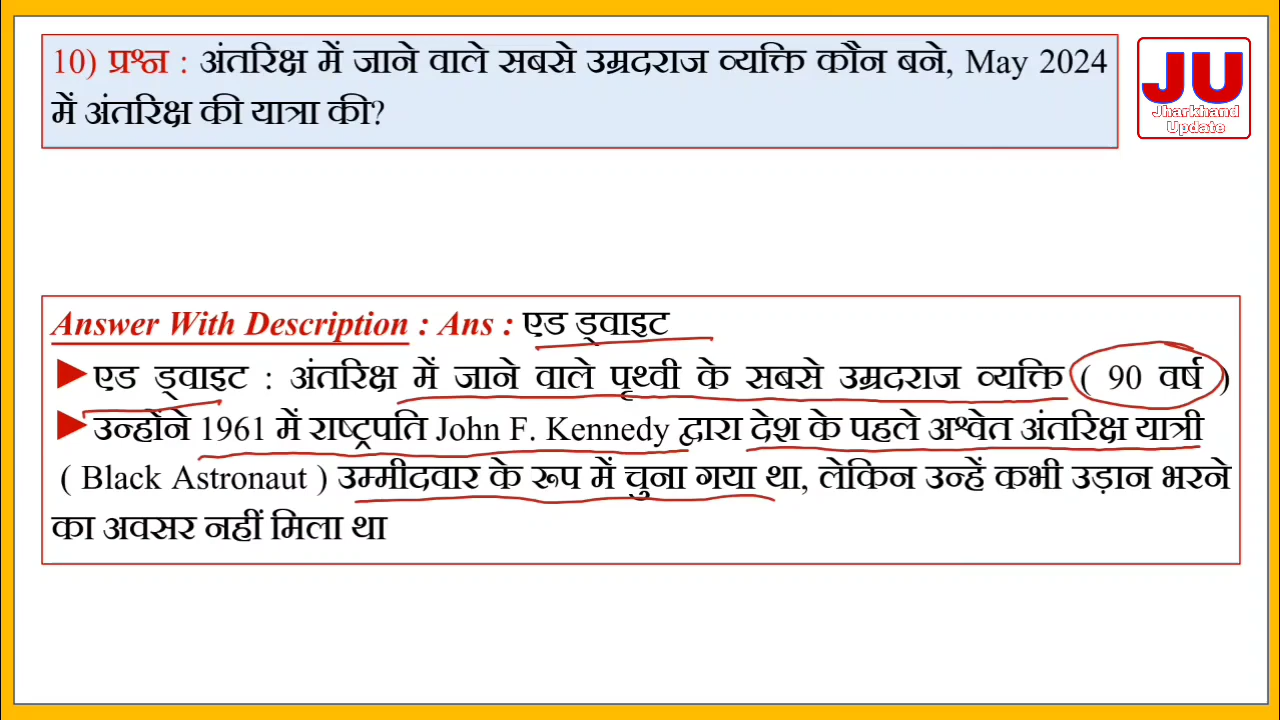 10) प्रश्न : अंतरिक्ष में जाने वाले सबसे उम्रदराज व्यक्ति कौन बने, May 2024
में अंतरिक्ष की यात्रा की?
JU
Jharkhand
Update
Answer With Description : Ans : एड ड्वाइट
►एड ड्वाइट : अंतरिक्ष में जाने वाले पृथ्वी के सबसे उम्रदराज व्यक्ति ( 90 वर्ष )
►उन्होंने 1961 में राष्ट्रपति John F. Kennedy द्वारा देश के पहले अश्वेत अंतरिक्ष यात्री
( Black Astronaut ) उम्मीदवार के रूप में चुना गया था, लेकिन उन्हें कभी उड़ान भरने
का अवसर नहीं मिला था